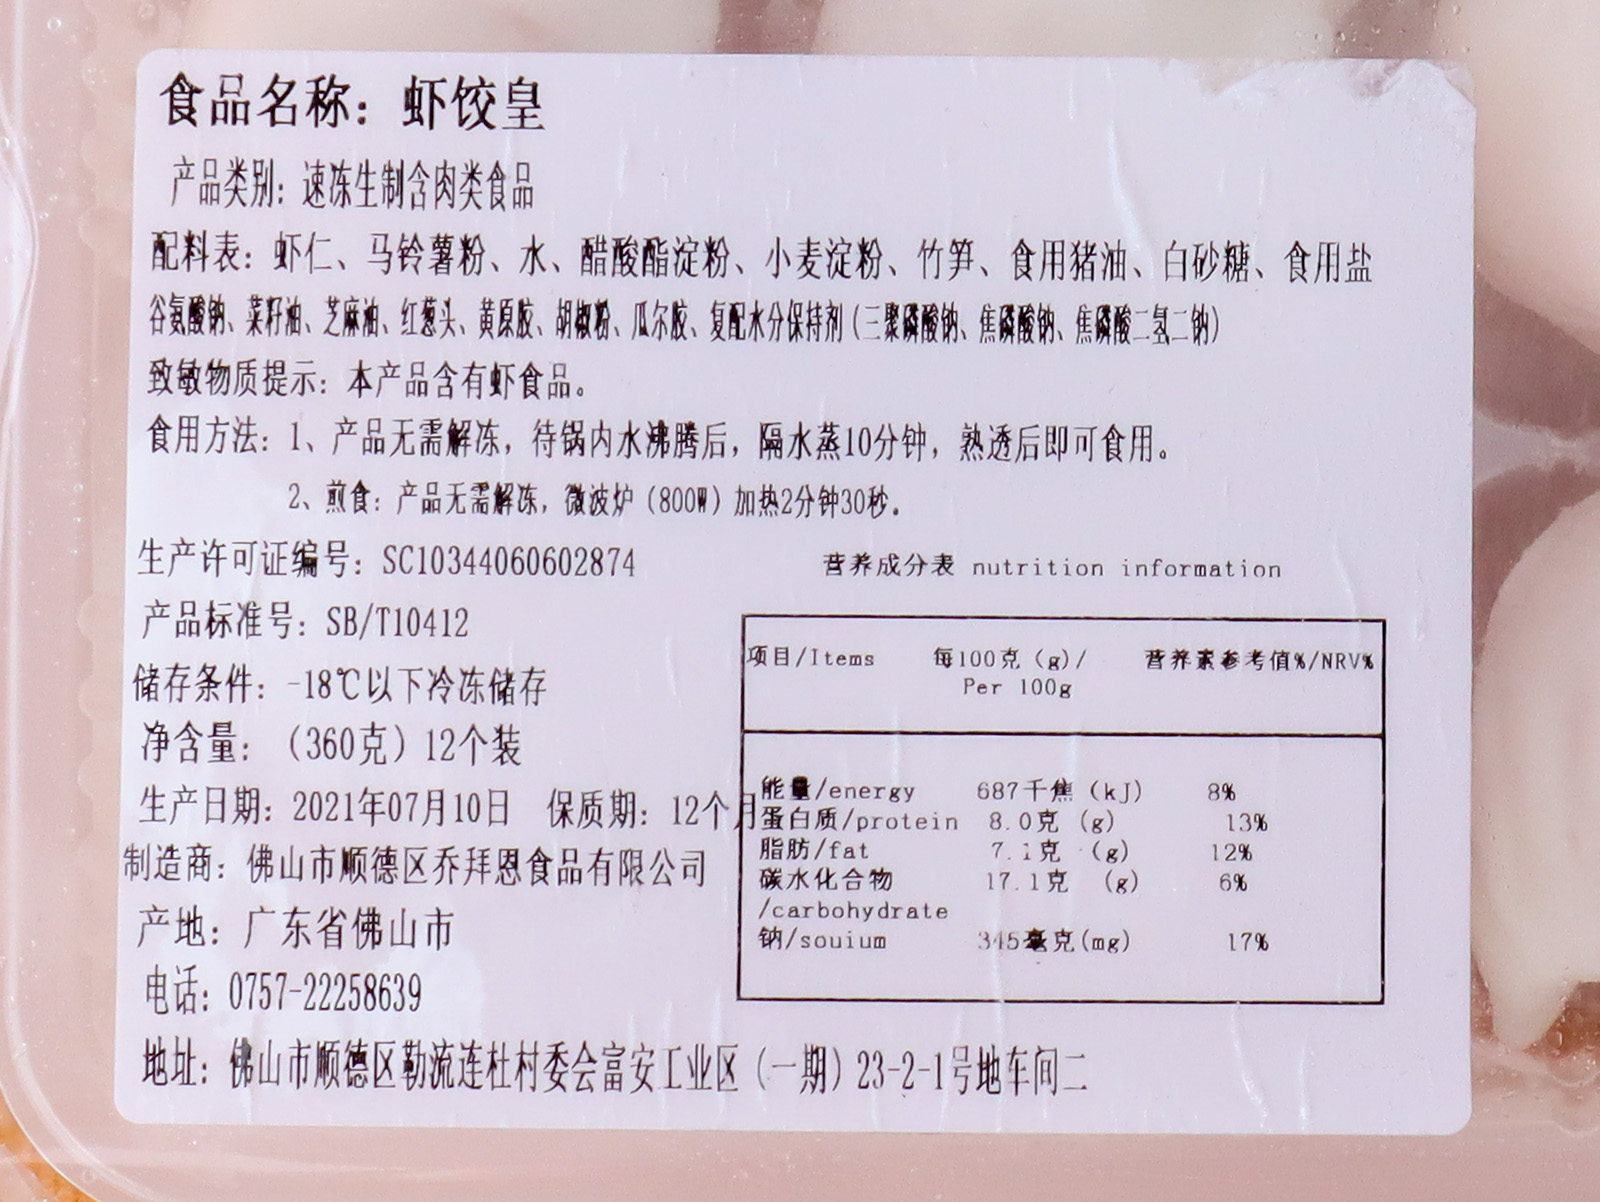 食品名称：虾饺皇
产品类别：速冻生制含肉类食品
配料表：虾仁、马铃薯粉、水、醋酸酯淀粉、小麦淀粉、竹笋、食用猪油、白砂糖、食用盐
谷氨酸钠、菜籽油、芝麻油、红葱头、黄原胶、胡椒粉、瓜尔胶、复配水分保持剂（三聚磷酸钠、焦磷酸钠、焦磷酸二氢二钠）
致敏物质提示：本产品含有虾食品。
食用方法：1、产品无需解冻，待锅内水沸腾后，隔水蒸10分钟，熟透后即可食用。
2、煎食：产品无需解冻，微波炉（800W）加热2分钟30秒。
生产许可证编号：SC10344060602874
产品标准号：SB/T10412
储存条件：-18℃以下冷冻储存
净含量：（360克）12个装
生产日期：2021年07月10日 保质期：12个月
制造商：佛山市顺德区乔拜恩食品有限公司
产地：广东省佛山市
电话：0757-22258639
地址：佛山市顺德区勒流连杜村委会富安工业区（一期）23-2-1号地车间二
营养成分表 nutrition information
项目/Items 每100克（g)/ 营养素参考值%/NRV%
Per 100g
能量/energy 687千焦（kJ) 8%
蛋白质/protein 8.0克（g) 13%
脂肪/fat 7.1克（g) 12%
碳水化合物 17.1克（g) 6%
/carbohydrate
钠/souium 345毫克(mg) 17%